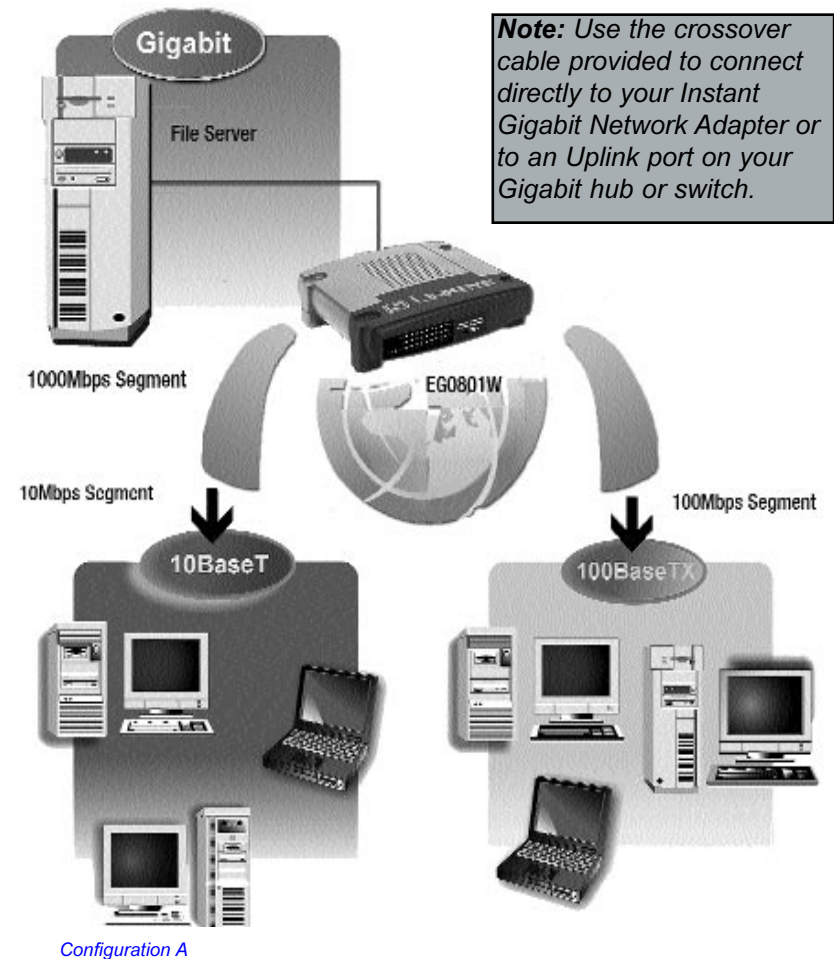 Gigabit
Note: Use the crossover
cable provided to connect
directly to your Instant
Gigabit Network Adapter or
to an Uplink port on your
Gigabit hub or switch.
File Server
1000Mbps Segment
EG0801W
10Mbps Segment
100Mbps Segment
10BaseT
100BaseTX
Configuration A